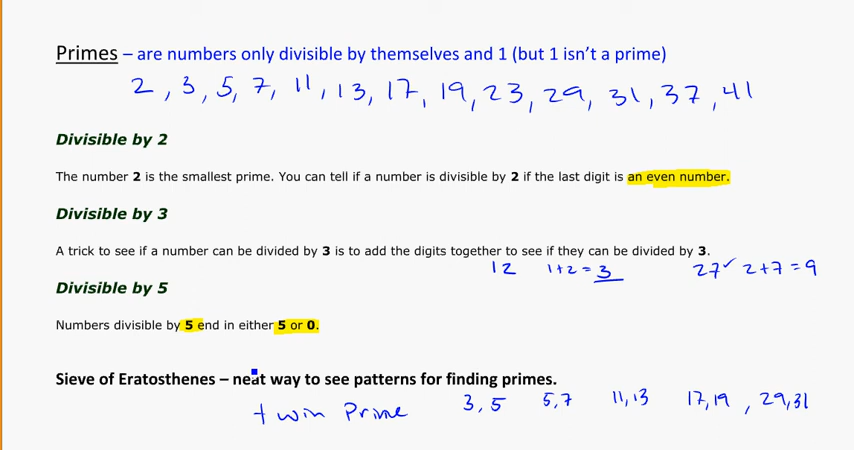 Primes – are numbers only divisible by themselves and 1 (but 1 isn't a prime)
2, 3, 5, 7, 11, 13, 17, 19, 23, 29, 31, 37, 41
Divisible by 2
The number 2 is the smallest prime. You can tell if a number is divisible by 2 if the last digit is an even number.
Divisible by 3
A trick to see if a number can be divided by 3 is to add the digits together to see if they can be divided by 3.
12 1+2=3 27✓ 2+7=9
Divisible by 5
Numbers divisible by 5 end in either 5 or 0.
Sieve of Eratosthenes – neat way to see patterns for finding primes.
twin Prime 3,5 5,7 11,13 17,19, 29,31